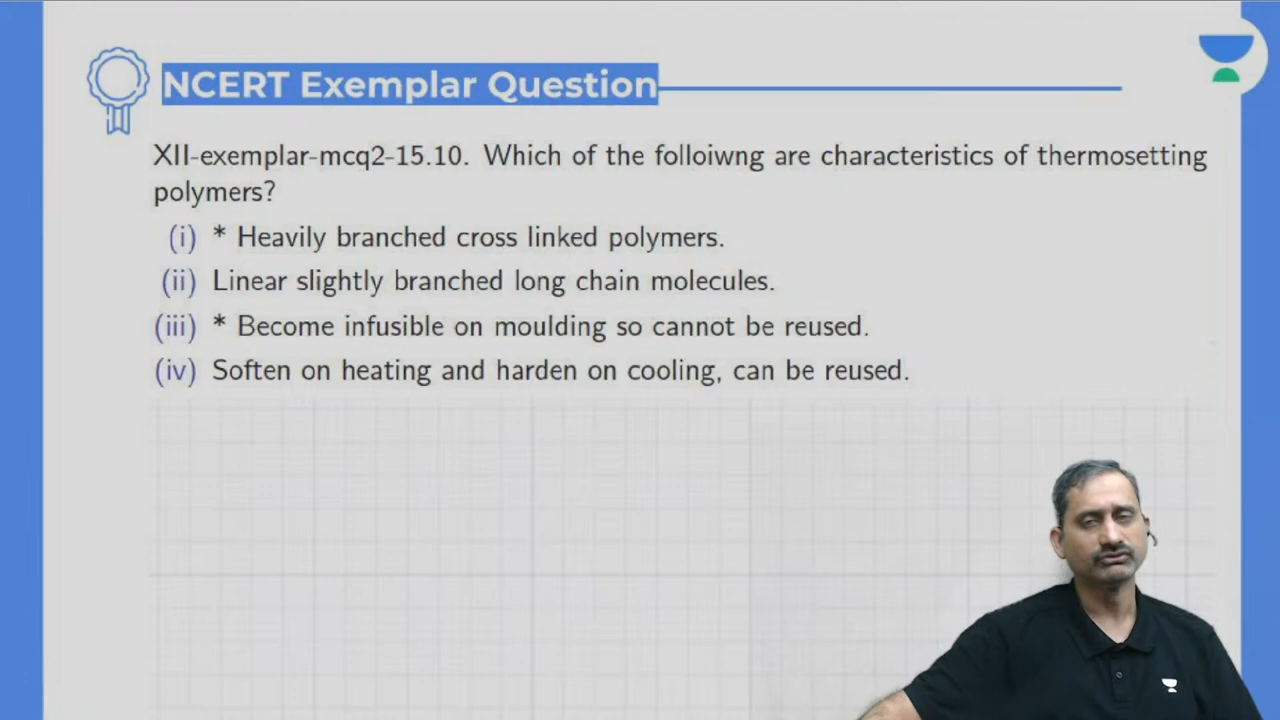 NCERT Exemplar Question
XII-exemplar-mcq2-15.10. Which of the folloiwng are characteristics of thermosetting
polymers?
(i) * Heavily branched cross linked polymers.
(ii) Linear slightly branched long chain molecules.
(iii) * Become infusible on moulding so cannot be reused.
(iv) Soften on heating and harden on cooling, can be reused.